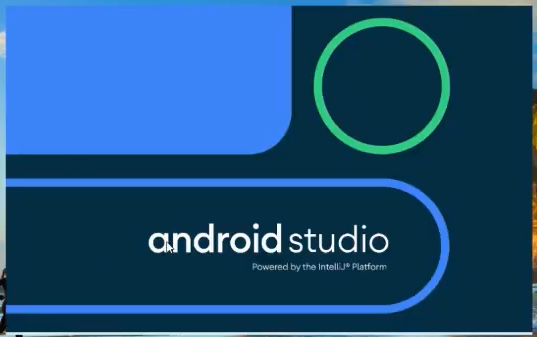 android studio
Powered by the IntelliJ® Platform